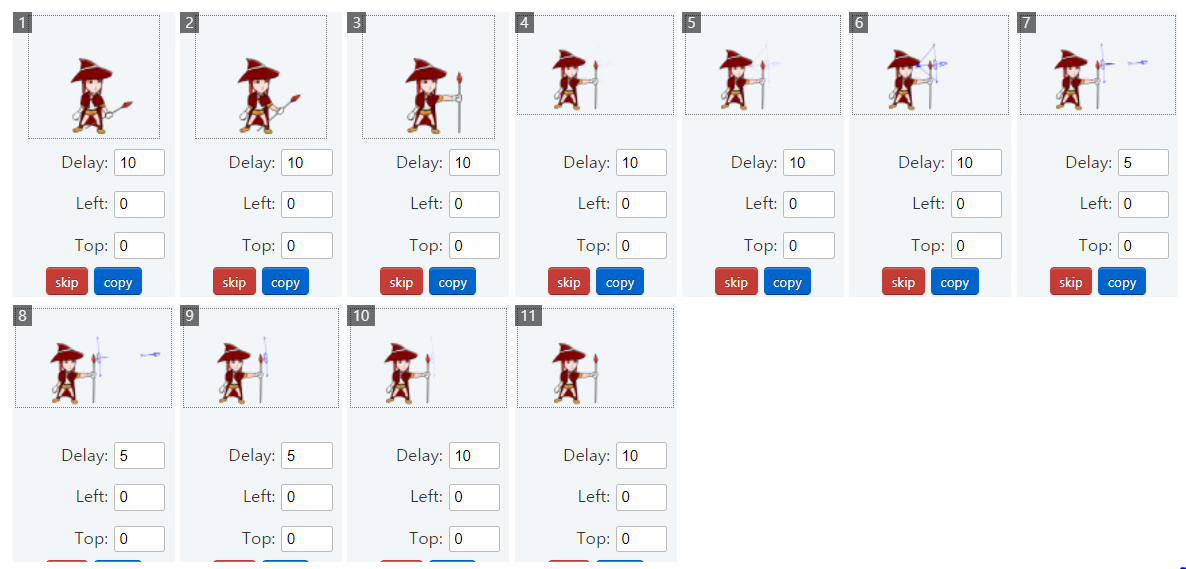 1 2 3 4 5 6 7
Delay: 10 Delay: 10 Delay: 10 Delay: 10 Delay: 10 Delay: 10 Delay: 5
Left: 0 Left: 0 Left: 0 Left: 0 Left: 0 Left: 0 Left: 0
Top: 0 Top: 0 Top: 0 Top: 0 Top: 0 Top: 0 Top: 0
skip copy skip copy skip copy skip copy skip copy skip copy skip copy
8 9 10 11
Delay: 5 Delay: 5 Delay: 10 Delay: 10
Left: 0 Left: 0 Left: 0 Left: 0
Top: 0 Top: 0 Top: 0 Top: 0